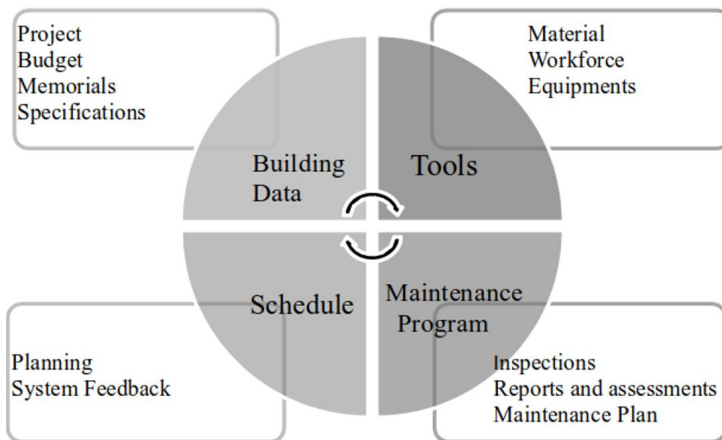 Project
Budget
Memorials
Specifications
Material
Workforce
Equipments
Building
Data
Tools
Schedule
Maintenance
Program
Planning
System Feedback
Inspections
Reports and assessments
Maintenance Plan